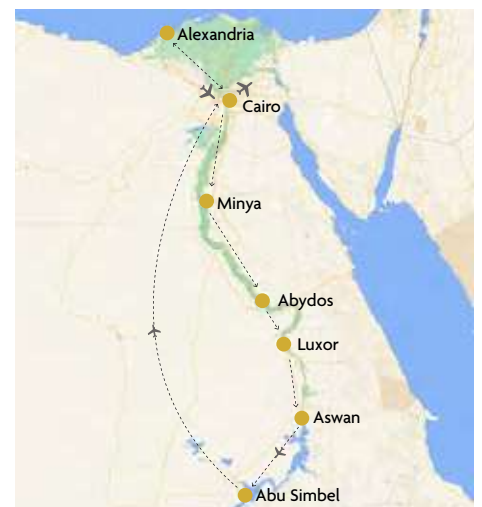 Alexandria
Cairo
Minya
Abydos
Luxor
Aswan
Abu Simbel